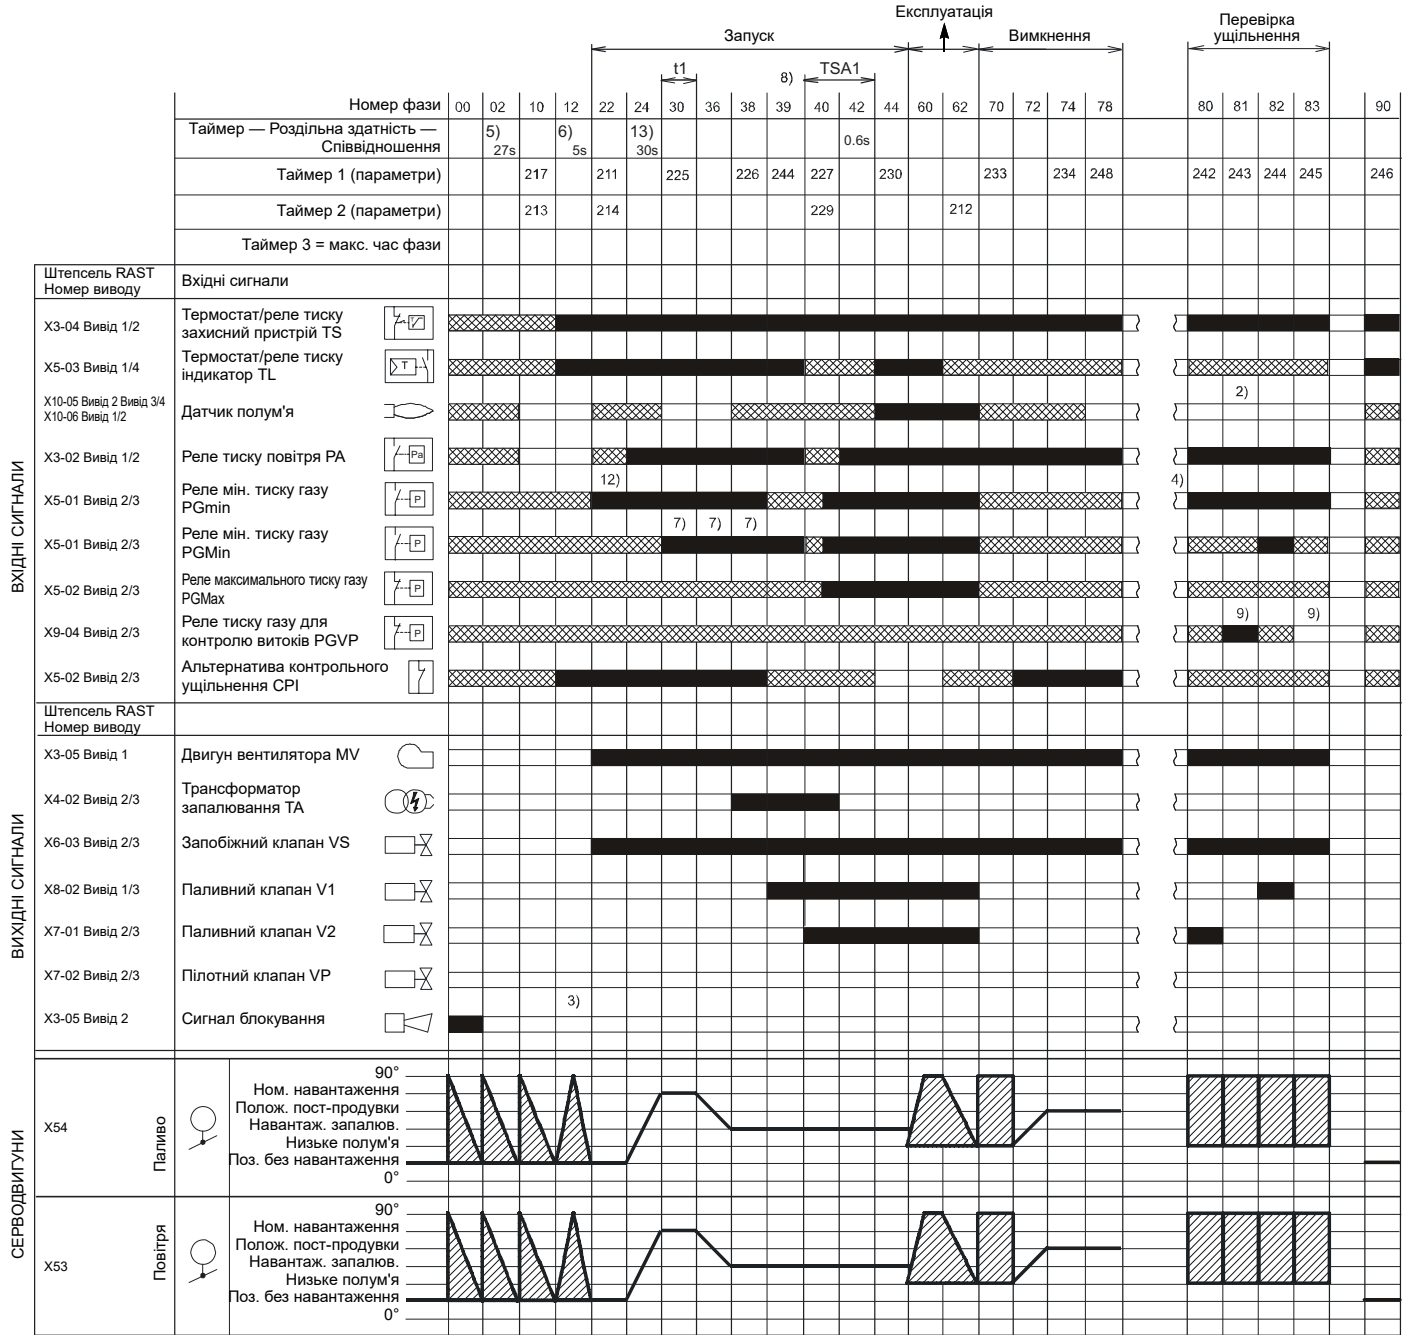 Експлуатація
Запуск
Вимкнення
Перевірка
ущільнення
t1
8)
TSA1
Номер фази 00 02 10 12 22 24 30 36 38 39 40 42 44 60 62 70 72 74 78 80 81 82 83 90
Таймер — Роздільна здатність —
Співвідношення
5) 6) 13)
27s 5s 30s 0.6s
Таймер 1 (параметри) 217 211 225 226 244 227 230 233 234 248 242 243 244 245 246
Таймер 2 (параметри) 213 214 229 212
Таймер 3 = макс. час фази
ВХІДНІ СИГНАЛИ
Штепсель RAST
Номер виводу
Вхідні сигнали
X3-04 Вивід 1/2
Термостат/реле тиску
захисний пристрій TS
X5-03 Вивід 1/4
Термостат/реле тиску
індикатор TL
T
2)
X10-05 Вивід 2 Вивід 3/4
X10-06 Вивід 1/2
Датчик полум'я
X3-02 Вивід 1/2
Реле тиску повітря PA
Pa
12)
4)
X5-01 Вивід 2/3
Реле мін. тиску газу
PGmin
P
7) 7) 7)
X5-01 Вивід 2/3
Реле мін. тиску газу
PGMin
P
X5-02 Вивід 2/3
Реле максимального тиску газу
PGMax
P
9) 9)
X9-04 Вивід 2/3
Реле тиску газу для
контролю витоків PGVP
P
X5-02 Вивід 2/3
Альтернатива контрольного
ущільнення CPI
ВИХІДНІ СИГНАЛИ
Штепсель RAST
Номер виводу
X3-05 Вивід 1
Двигун вентилятора MV
X4-02 Вивід 2/3
Трансформатор
запалювання TA
X6-03 Вивід 2/3
Запобіжний клапан VS
X8-02 Вивід 1/3
Паливний клапан V1
X7-01 Вивід 2/3
Паливний клапан V2
X7-02 Вивід 2/3
Пілотний клапан VP
3)
X3-05 Вивід 2
Сигнал блокування
СЕРВОДВИГУНИ
X54
Паливо
90°
Ном. навантаження
Полож. пост-продувки
Навантаж. запалюв.
Низьке полум'я
Поз. без навантаження
0°
X53
Повітря
90°
Ном. навантаження
Полож. пост-продувки
Навантаж. запалюв.
Низьке полум'я
Поз. без навантаження
0°